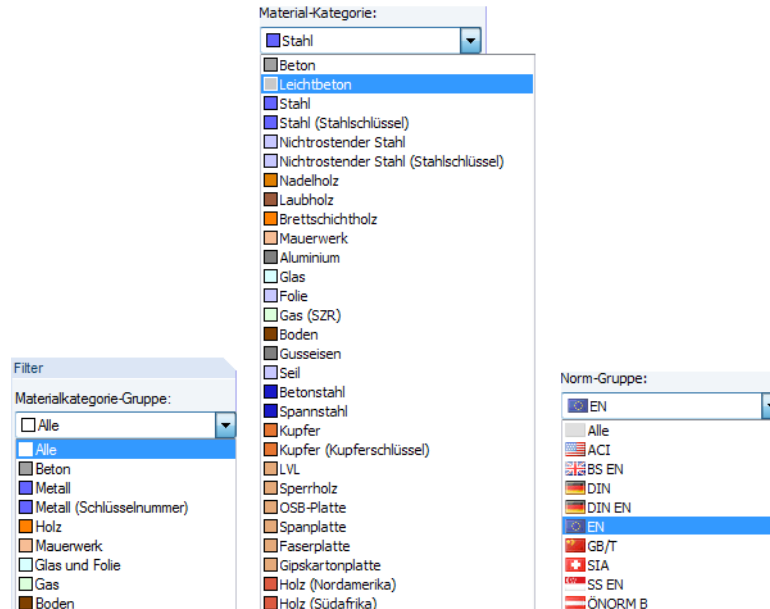 Material-Kategorie:
Stahl
Beton
Leichtbeton
Stahl
Stahl (Stahlschlüssel)
Nichtrostender Stahl
Nichtrostender Stahl (Stahlschlüssel)
Nadelholz
Laubholz
Brettschichtholz
Mauerwerk
Aluminium
Glas
Folie
Gas (SZR)
Boden
Gusseisen
Seil
Betonstahl
Spannstahl
Kupfer
Kupfer (Kupferschlüssel)
LVL
Sperrholz
OSB-Platte
Spanplatte
Faserplatte
Gipskartonplatte
Holz (Nordamerika)
Holz (Südafrika)
Filter
Materialkategorie-Gruppe:
Alle
Alle
Beton
Metall
Metall (Schlüsselnummer)
Holz
Mauerwerk
Glas und Folie
Gas
Boden
Norm-Gruppe:
EN
Alle
ACI
BS EN
DIN
DIN EN
EN
GB/T
SIA
SS EN
ÖNORM B